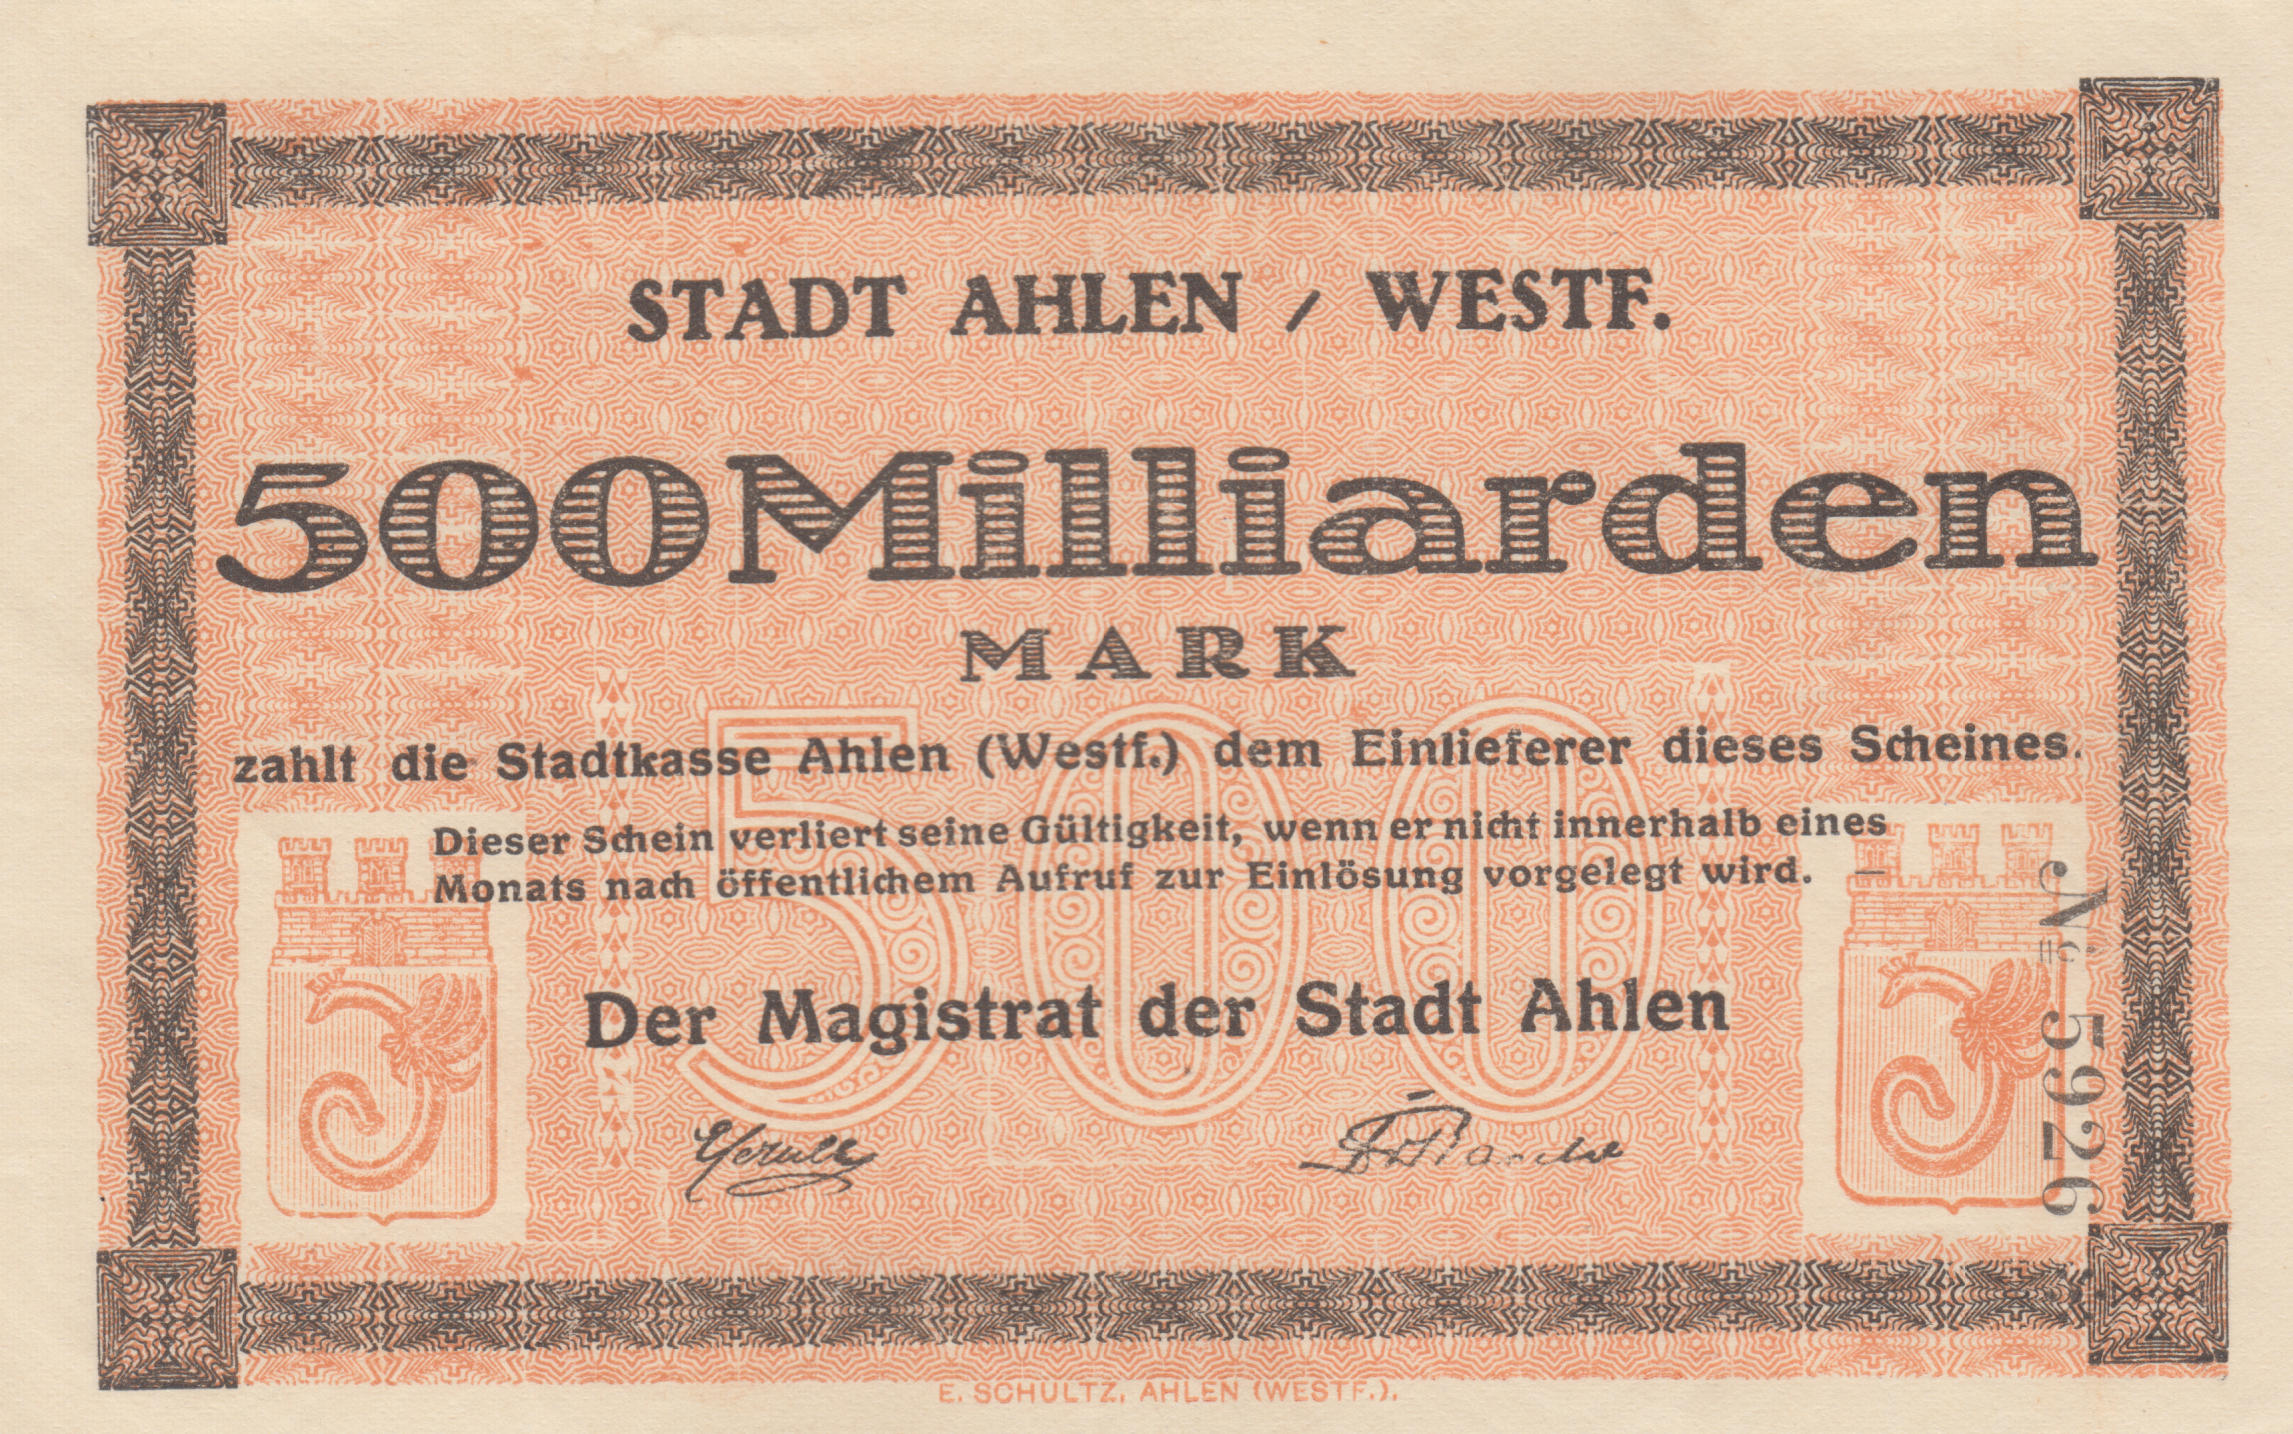 STADT AHLEN / WESTF.
500 Milliarden
MARK
500
zahlt die Stadtkasse Ahlen (Westf.) dem Einlieferer dieses Scheines.
Dieser Schein verliert seine Gültigkeit, wenn er nicht innerhalb eines
Monats nach öffentlichem Aufruf zur Einlösung vorgelegt wird. —
Der Magistrat der Stadt Ahlen
№ 5926
E. SCHULTZ, AHLEN (WESTF.).